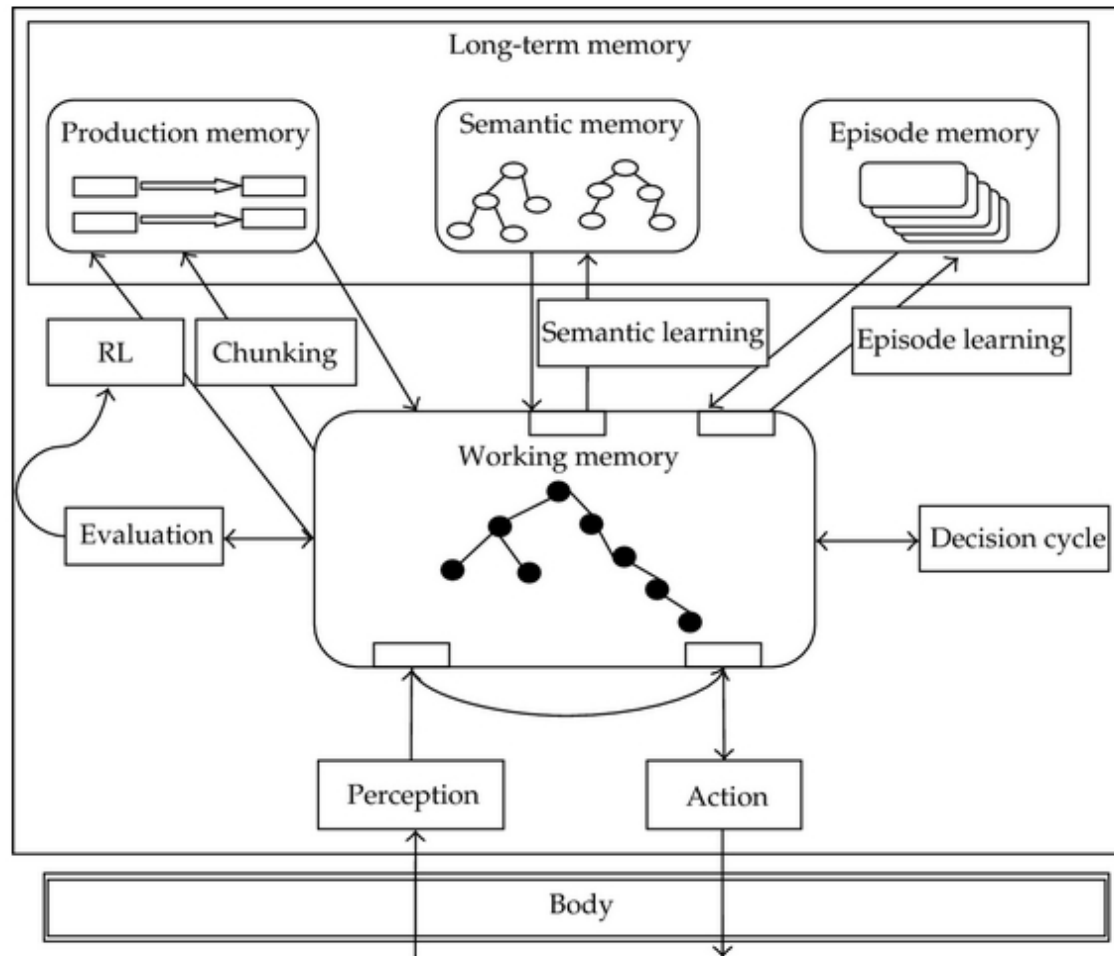 Long-term memory
Production memory
Semantic memory
Episode memory
RL
Chunking
Semantic learning
Episode learning
Working memory
Evaluation
Decision cycle
Perception
Action
Body